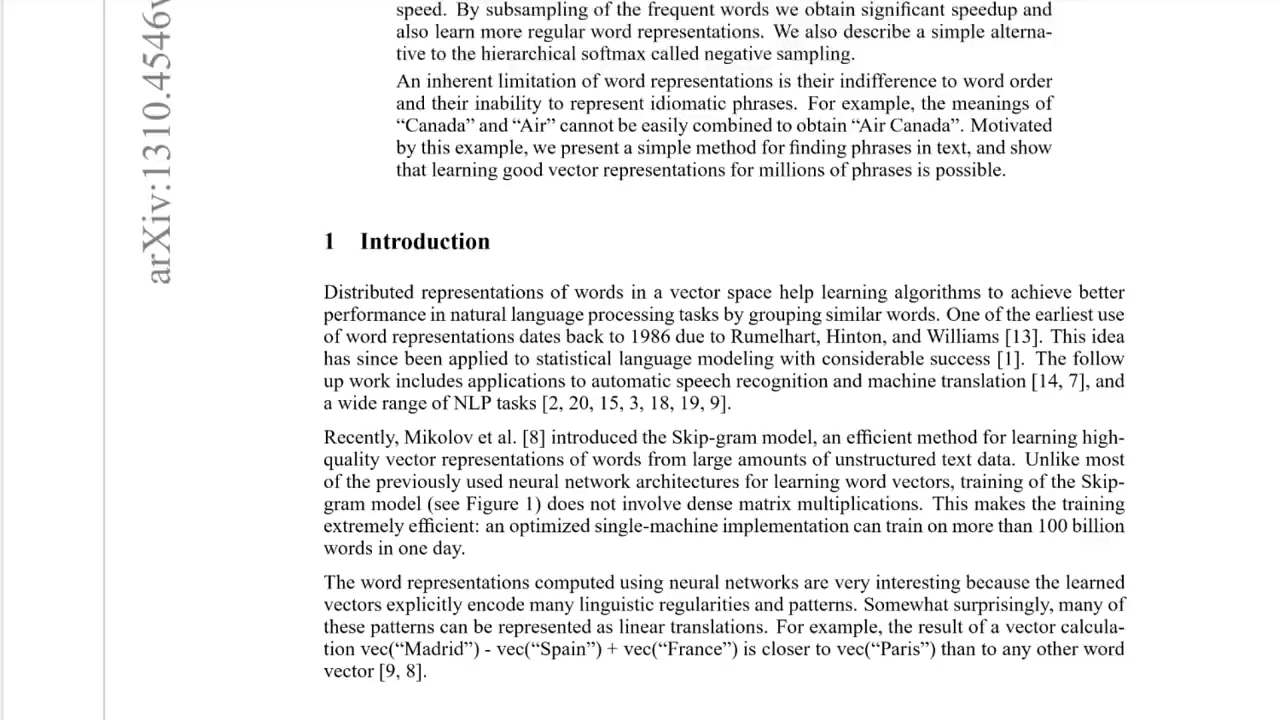 arXiv:1310.4546v
speed. By subsampling of the frequent words we obtain significant speedup and
also learn more regular word representations. We also describe a simple alterna-
tive to the hierarchical softmax called negative sampling.
An inherent limitation of word representations is their indifference to word order
and their inability to represent idiomatic phrases. For example, the meanings of
“Canada” and “Air” cannot be easily combined to obtain “Air Canada”. Motivated
by this example, we present a simple method for finding phrases in text, and show
that learning good vector representations for millions of phrases is possible.
1 Introduction
Distributed representations of words in a vector space help learning algorithms to achieve better
performance in natural language processing tasks by grouping similar words. One of the earliest use
of word representations dates back to 1986 due to Rumelhart, Hinton, and Williams [13]. This idea
has since been applied to statistical language modeling with considerable success [1]. The follow
up work includes applications to automatic speech recognition and machine translation [14, 7], and
a wide range of NLP tasks [2, 20, 15, 3, 18, 19, 9].
Recently, Mikolov et al. [8] introduced the Skip-gram model, an efficient method for learning high-
quality vector representations of words from large amounts of unstructured text data. Unlike most
of the previously used neural network architectures for learning word vectors, training of the Skip-
gram model (see Figure 1) does not involve dense matrix multiplications. This makes the training
extremely efficient: an optimized single-machine implementation can train on more than 100 billion
words in one day.
The word representations computed using neural networks are very interesting because the learned
vectors explicitly encode many linguistic regularities and patterns. Somewhat surprisingly, many of
these patterns can be represented as linear translations. For example, the result of a vector calcula-
tion vec(“Madrid”) - vec(“Spain”) + vec(“France”) is closer to vec(“Paris”) than to any other word
vector [9, 8].